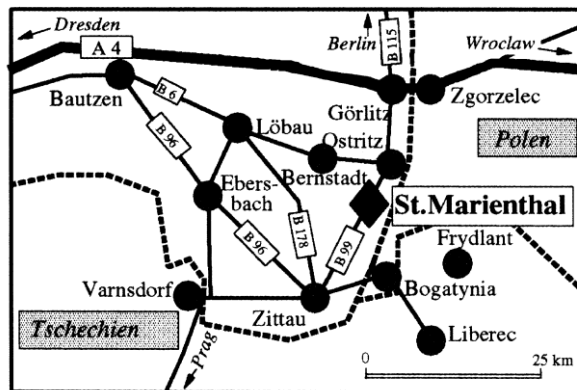 Dresden
A 4
Berlin
B 115
Wroclaw
Bautzen
B 6
Görlitz
Zgorzelec
Löbau
Ostritz
Polen
B 96
Bernstadt
Ebers-
bach
St.Marienthal
B 178
B 99
B 96
Frydlant
Varnsdorf
Zittau
Bogatynia
Tschechien
Liberec
Prag
0
25 km